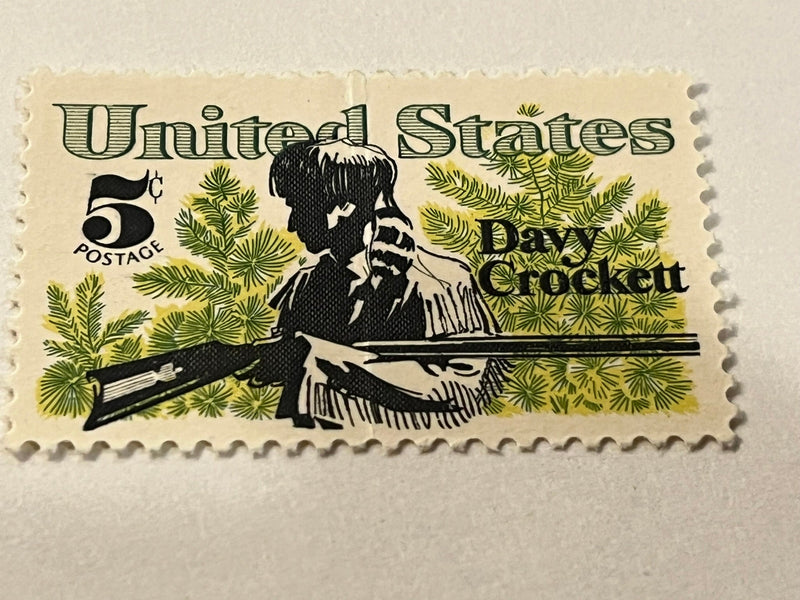 United States
5¢
POSTAGE
Davy
Crockett